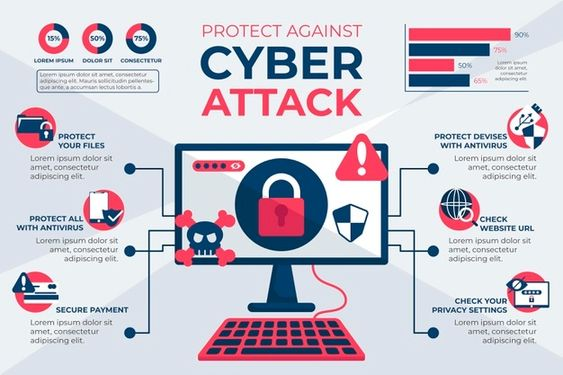 PROTECT AGAINST
CYBER
ATTACK
15%
50%
75%
LOREM IPSUM
DOLOR SIT
CONSECTETUR
Lorem ipsum dolor sit amet, consectetur
adipiscing elit. Maecenas sollicitudin pellentes-
que ante, at maximus lectus accumsan ac.
90%
75%
50%
65%
Lorem ipsum
dolor sit amet,
consectetur
adipiscing elit.
PROTECT
YOUR FILES
Lorem ipsum dolor sit
amet, consectetur
adipiscing elit.
PROTECT ALL
WITH ANTIVIRUS
Lorem ipsum dolor sit
amet, consectetur
adipiscing elit.
SECURE PAYMENT
Lorem ipsum dolor sit
amet, consectetur
adipiscing elit.
PROTECT DEVISES
WITH ANTIVIRUS
Lorem ipsum dolor sit
amet, consectetur
adipiscing elit.
CHECK
WEBSITE URL
Lorem ipsum dolor sit
amet, consectetur
adipiscing elit.
CHECK YOUR
PRIVACY SETTINGS
Lorem ipsum dolor sit
amet, consectetur
adipiscing elit.